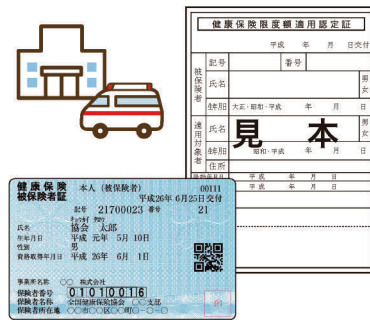 健康保険限度額適用認定証
平成 年 月 日交付
被保険者
記号
番号
氏名
男
女
生年月日 大正・昭和・平成 年 月 日
適用対象者
氏名
男
女
生年月日 昭和・平成 年 月 日
見本
住所
平成 年 月 日
平成 年 月 日
健康保険
被保険者証
本人（被保険者）
00111
平成26年 6月25日交付
記号 21700023 番号 21
キョウカイ タロウ
氏名 協会 太郎
生年月日 平成 元年 5月 10日
性別 男
資格取得年月日 平成 26年 6月 1日
事業所名称 ○○ 株式会社
保険者番号 01010016
保険者名称 全国健康保険協会 ○○支部
保険者所在地 ○○市○○区○○町○-○-○
印